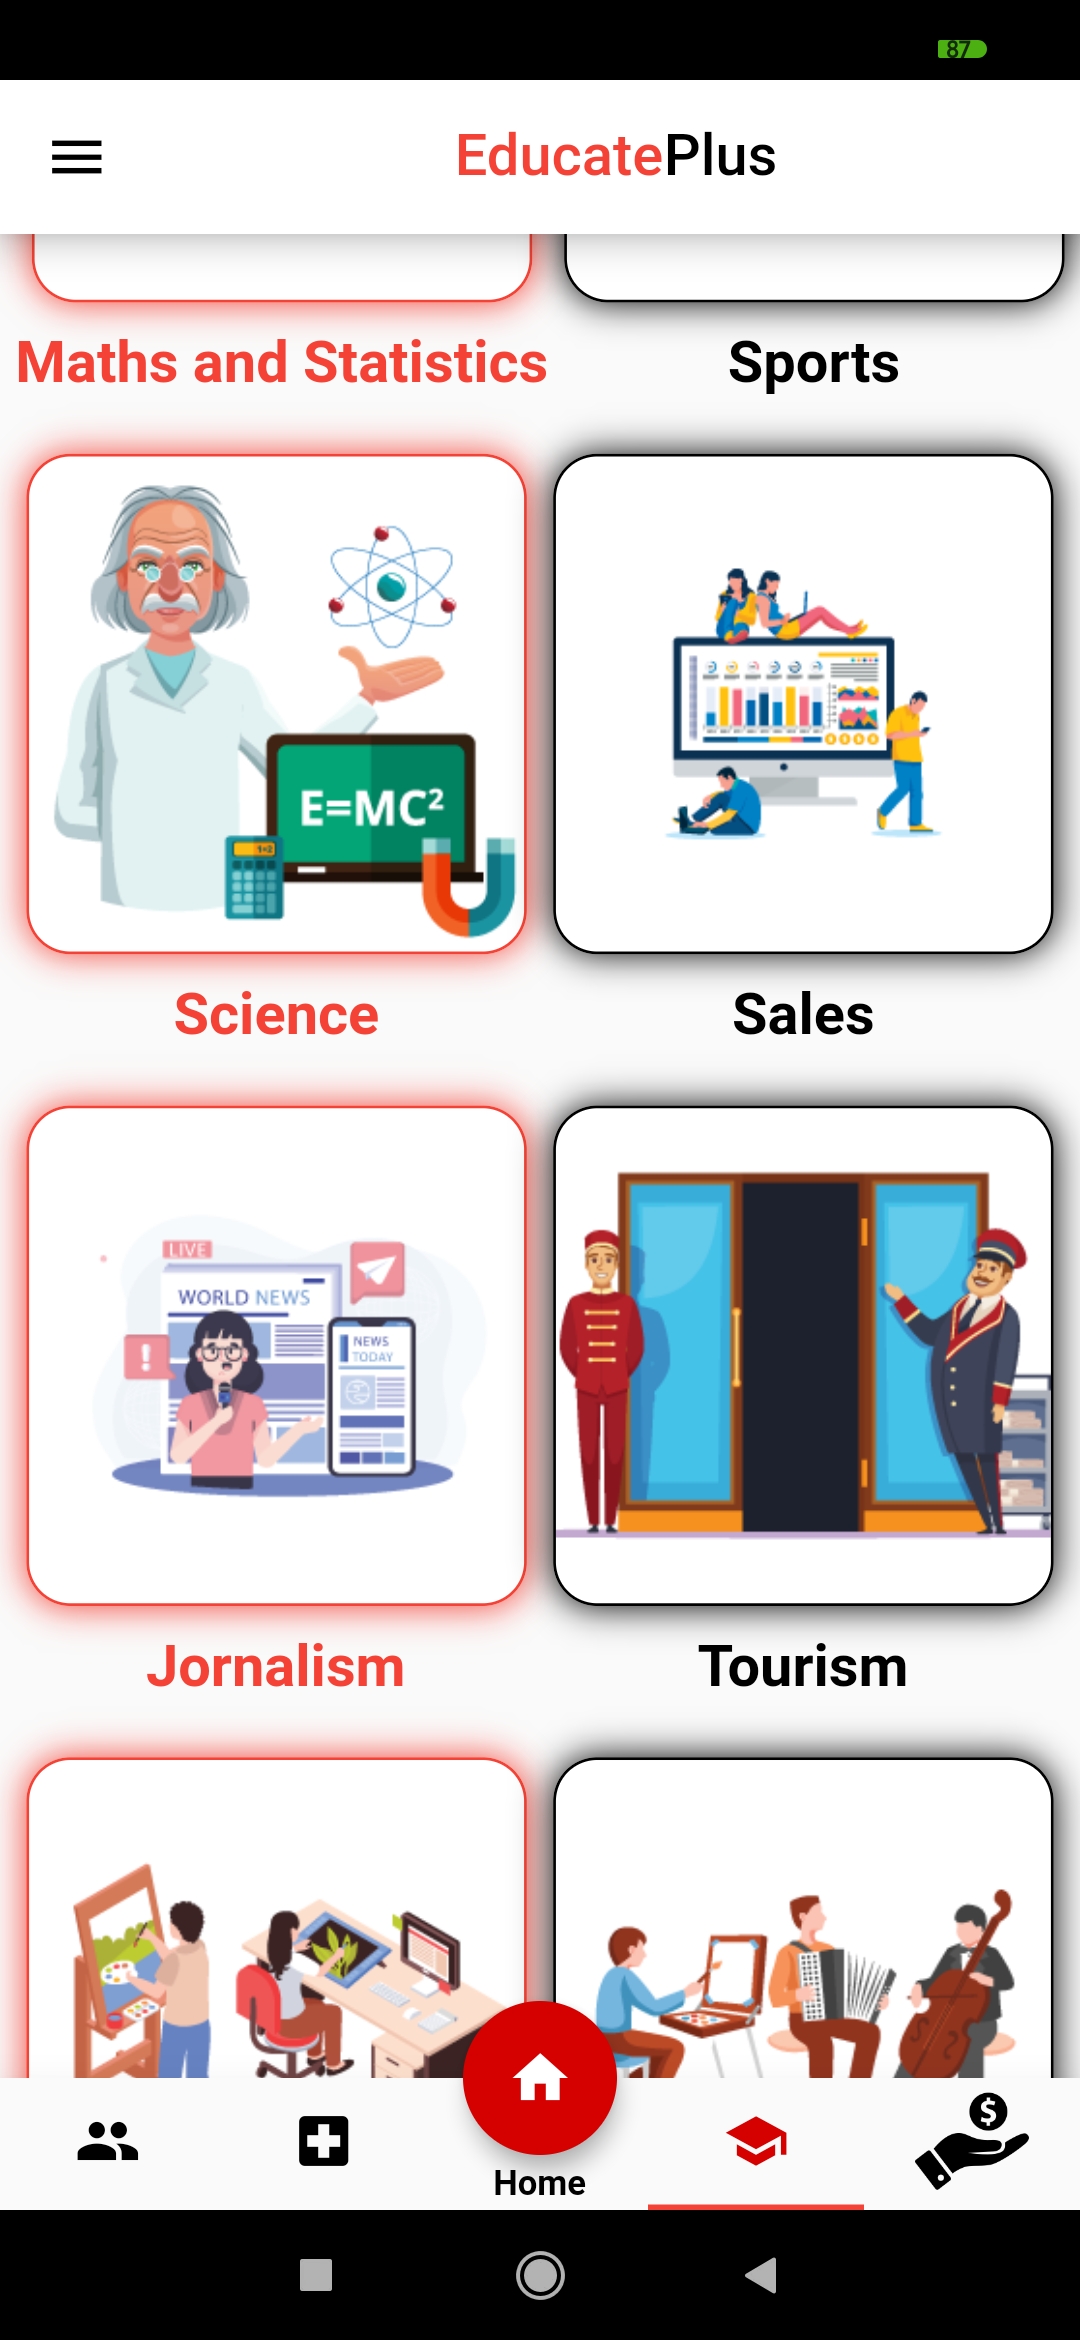 87
EducatePlus
Maths and Statistics
Sports
E=MC²
Science
Sales
LIVE
WORLD NEWS
NEWS
TODAY
Jornalism
Tourism
Home